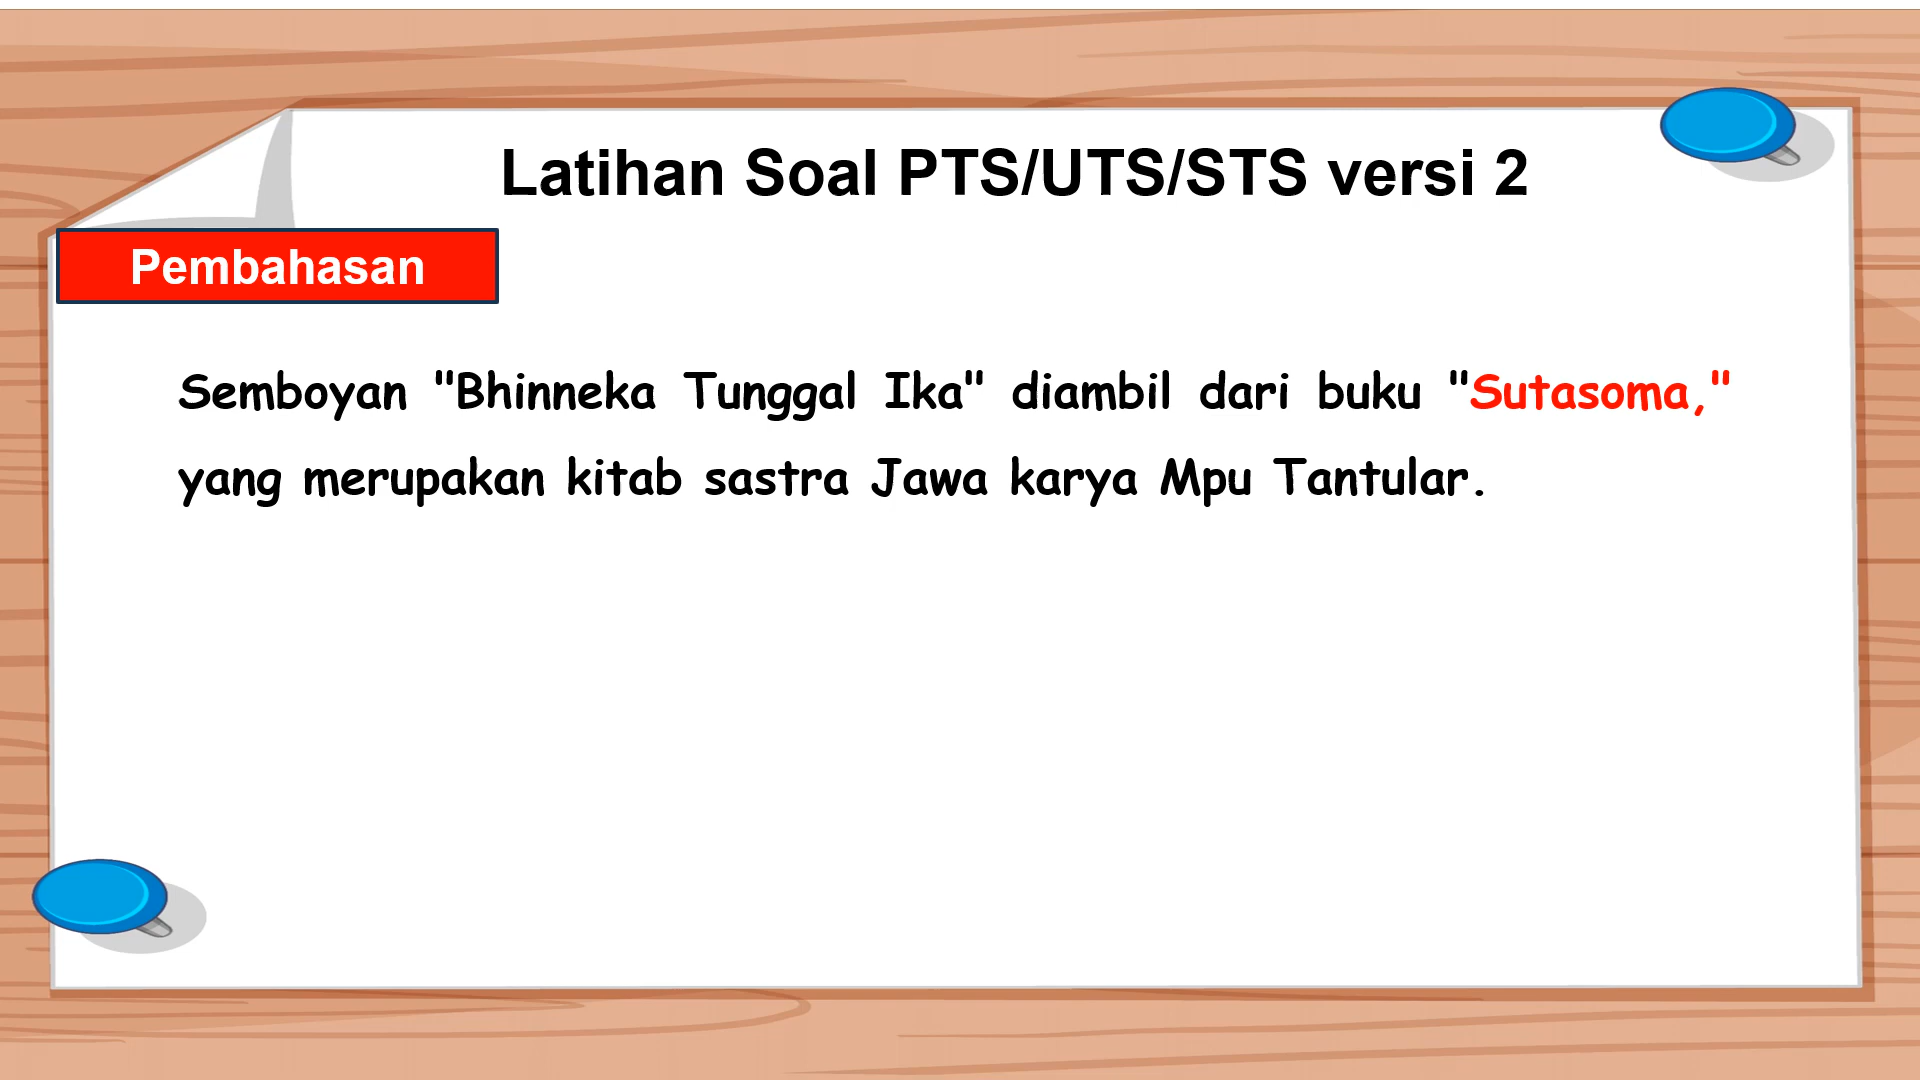 Latihan Soal PTS/UTS/STS versi 2
Pembahasan
Semboyan "Bhinneka Tunggal Ika" diambil dari buku "Sutasoma,"
yang merupakan kitab sastra Jawa karya Mpu Tantular.